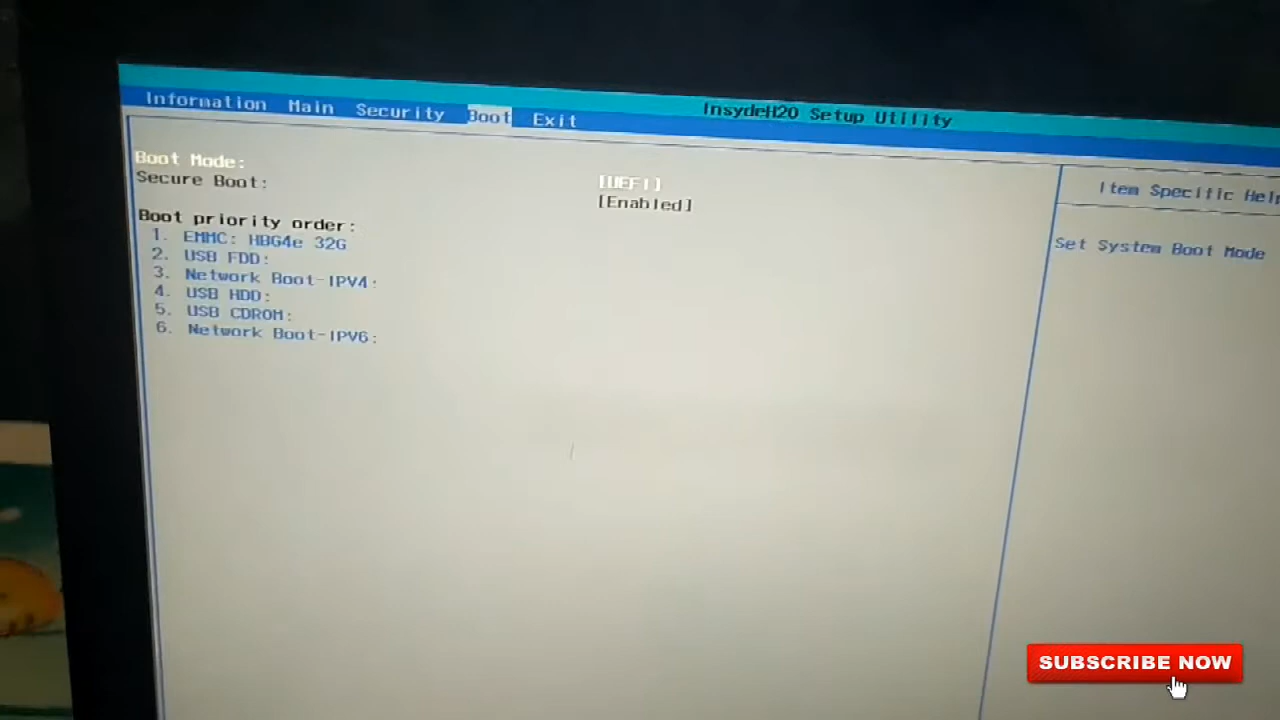 InsydeH20 Setup Utility
Information Main Security Boot Exit
Boot Mode: [UEFI]
Secure Boot: [Enabled]
Boot priority order:
1. EMMC: HBG4e 32G
2. USB FDD:
3. Network Boot-IPV4:
4. USB HDD:
5. USB CDROM:
6. Network Boot-IPV6:
Item Specific Help
Set System Boot Mode
SUBSCRIBE NOW